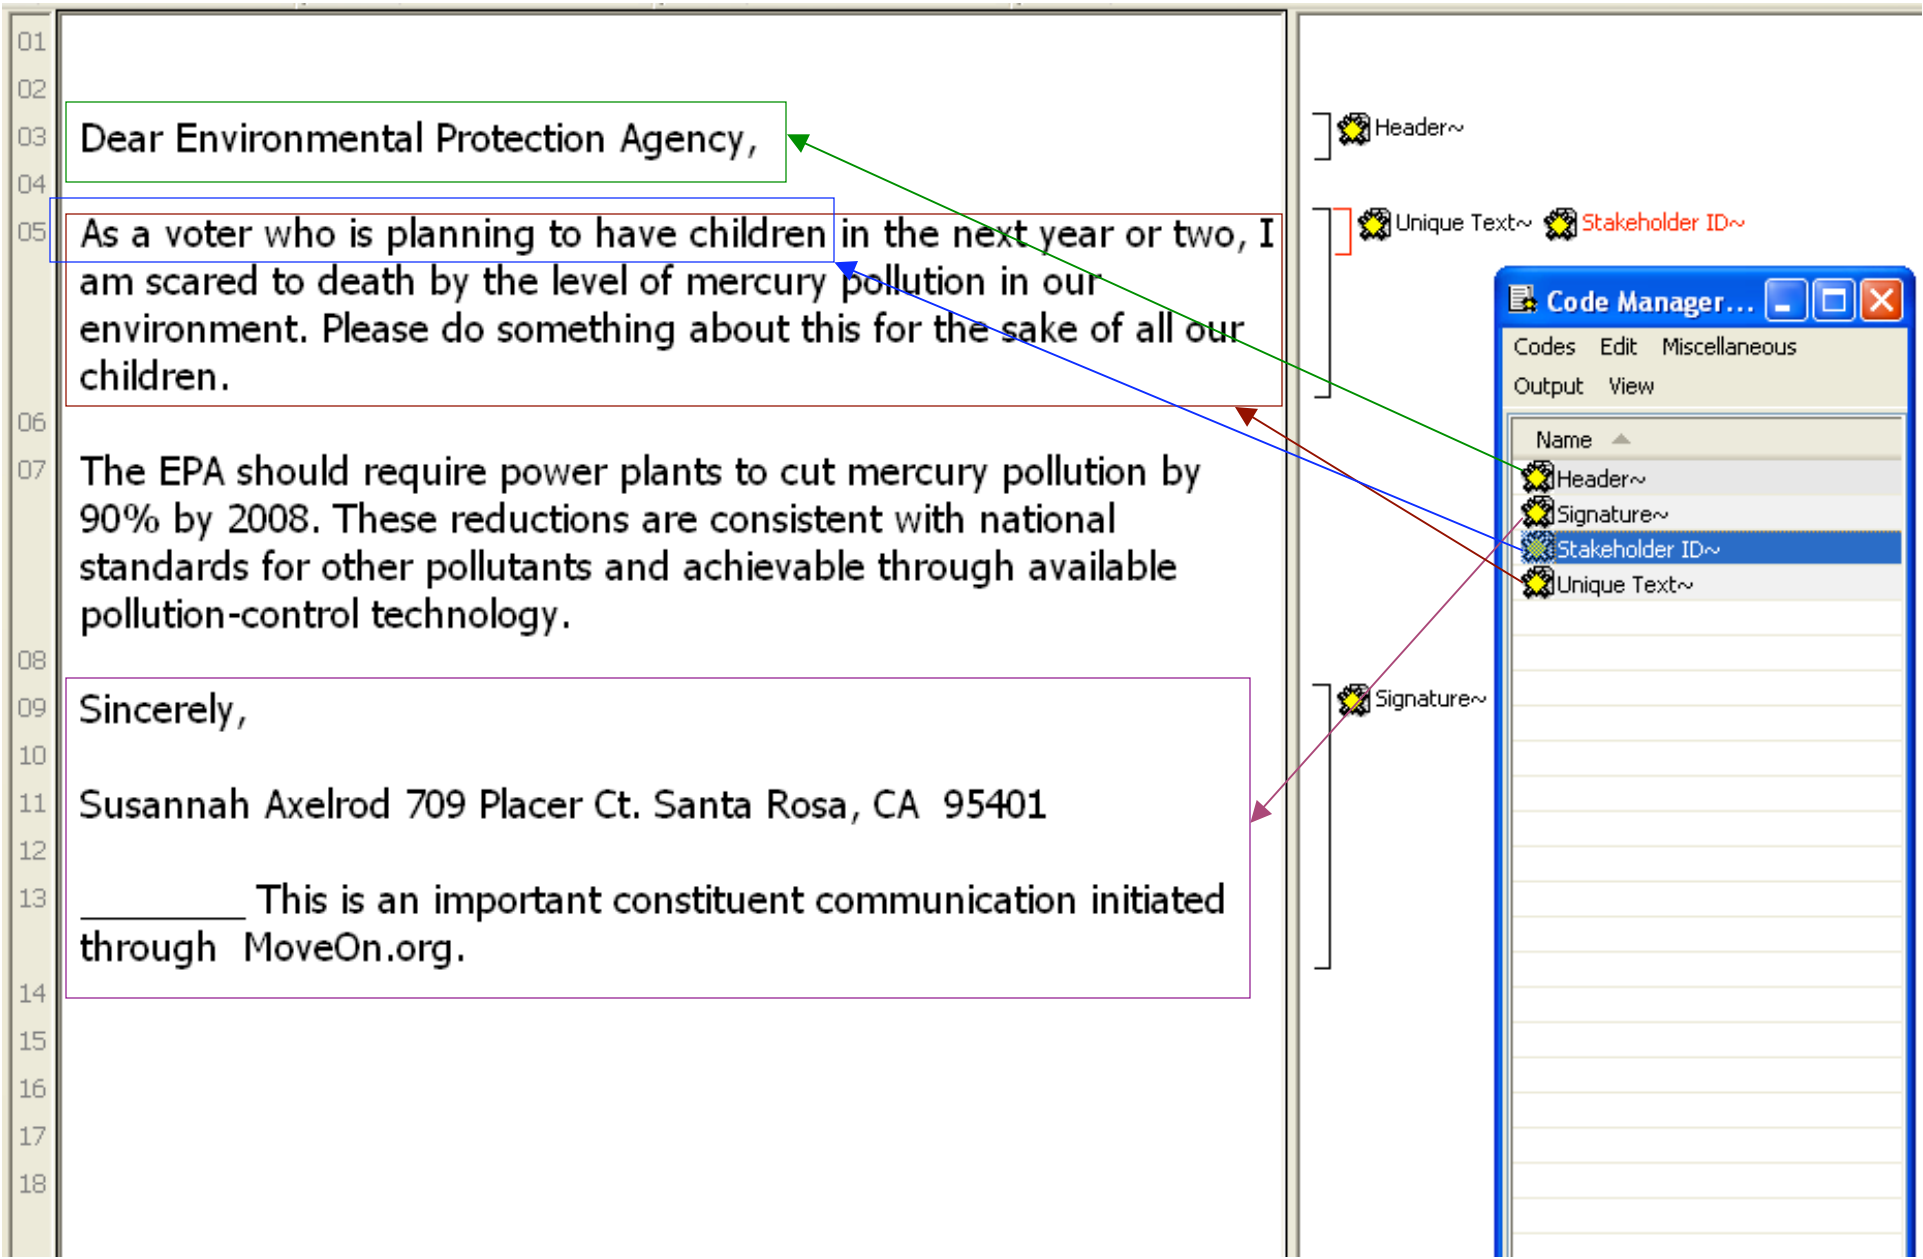 01
02
03 Dear Environmental Protection Agency, Header~
04
05 As a voter who is planning to have children in the next year or two, I Unique Text~ Stakeholder ID~
am scared to death by the level of mercury pollution in our
environment. Please do something about this for the sake of all our
children.
06
07 The EPA should require power plants to cut mercury pollution by
90% by 2008. These reductions are consistent with national
standards for other pollutants and achievable through available
pollution-control technology.
08
09 Sincerely, Signature~
10
11 Susannah Axelrod 709 Placer Ct. Santa Rosa, CA  95401
12
13 ________ This is an important constituent communication initiated
through  MoveOn.org.
14
15
16
17
18
Code Manager...
Codes Edit Miscellaneous
Output View
Name
Header~
Signature~
Stakeholder ID~
Unique Text~